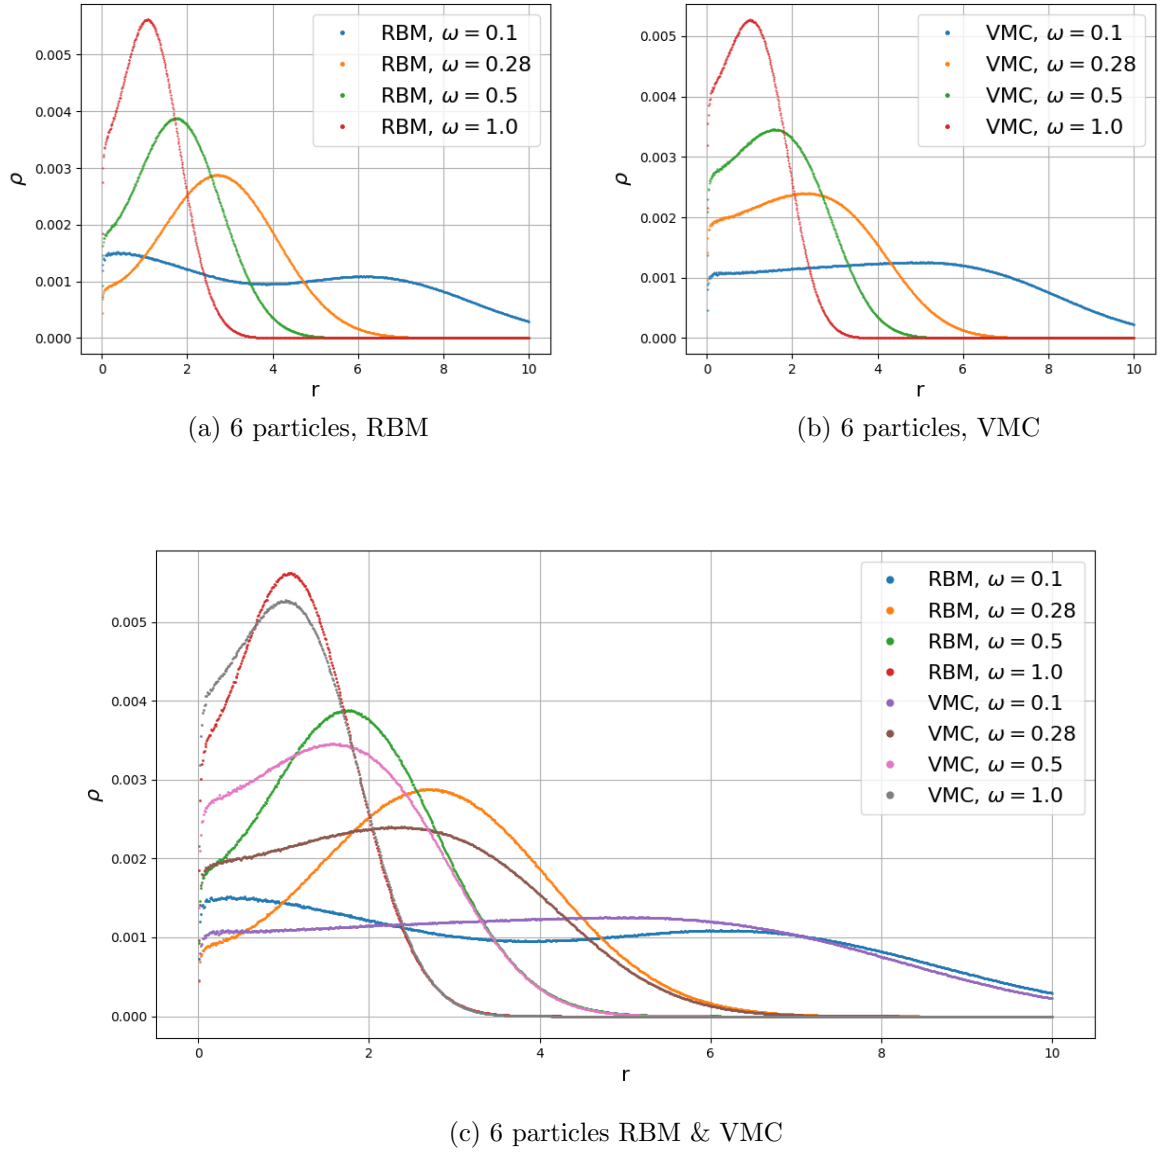 RBM, ω = 0.1
RBM, ω = 0.28
RBM, ω = 0.5
RBM, ω = 1.0
0.005
0.004
0.003
0.002
0.001
0.000
ρ
0 2 4 6 8 10
r
(a) 6 particles, RBM
VMC, ω = 0.1
VMC, ω = 0.28
VMC, ω = 0.5
VMC, ω = 1.0
0.005
0.004
0.003
0.002
0.001
0.000
ρ
0 2 4 6 8 10
r
(b) 6 particles, VMC
RBM, ω = 0.1
RBM, ω = 0.28
RBM, ω = 0.5
RBM, ω = 1.0
VMC, ω = 0.1
VMC, ω = 0.28
VMC, ω = 0.5
VMC, ω = 1.0
0.005
0.004
0.003
0.002
0.001
0.000
ρ
0 2 4 6 8 10
r
(c) 6 particles RBM & VMC